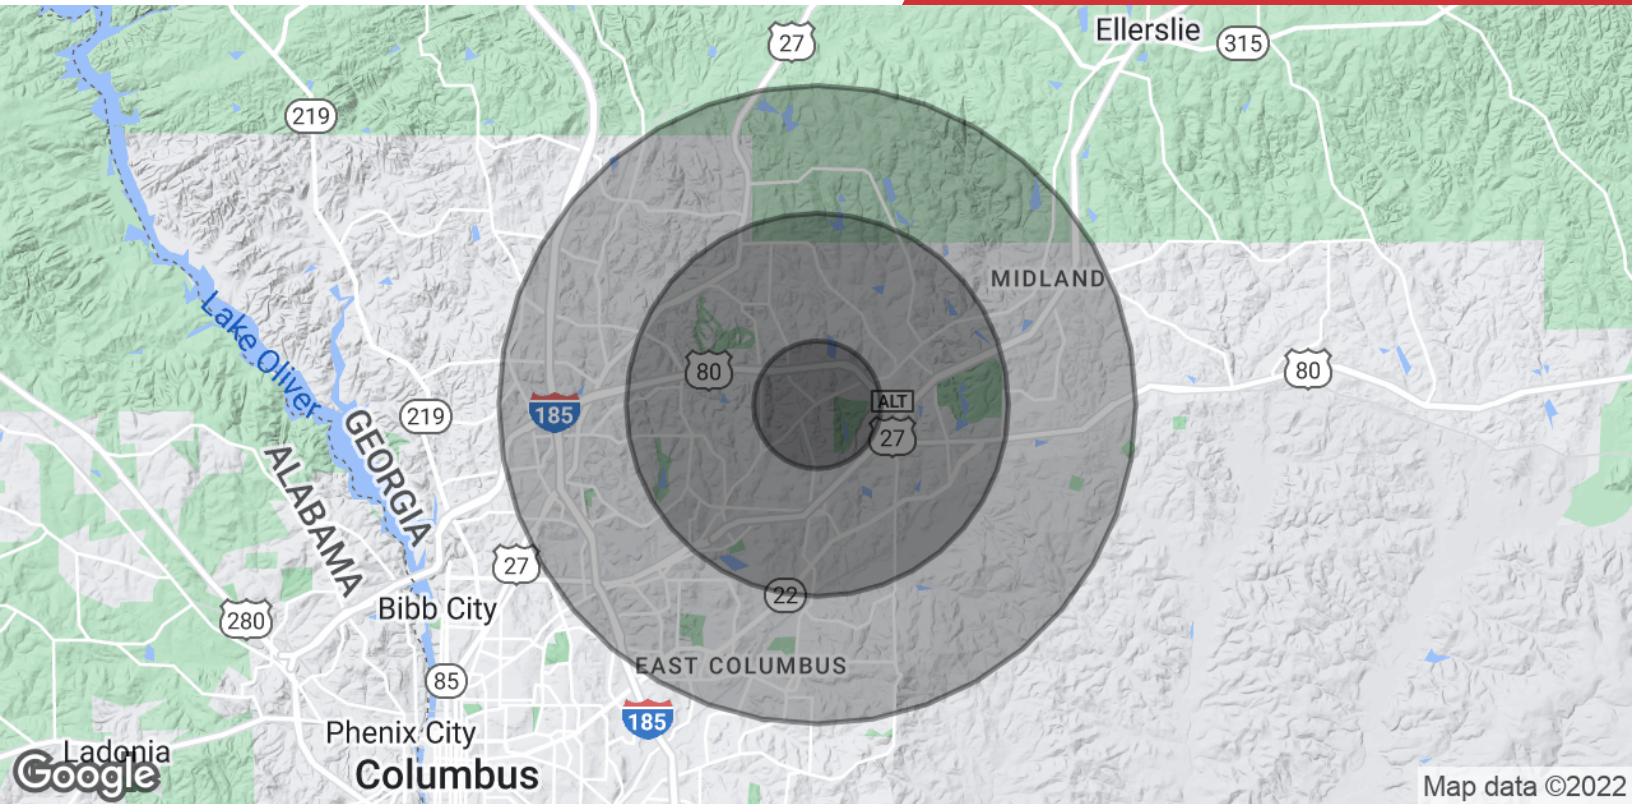 Ellerslie
27
315
219
MIDLAND
Lake Oliver
80
80
ALT
185
219
27
GEORGIA
ALABAMA
27
22
Bibb City
280
EAST COLUMBUS
85
185
Phenix City
Ladonia
Google
Columbus
Map data ©2022